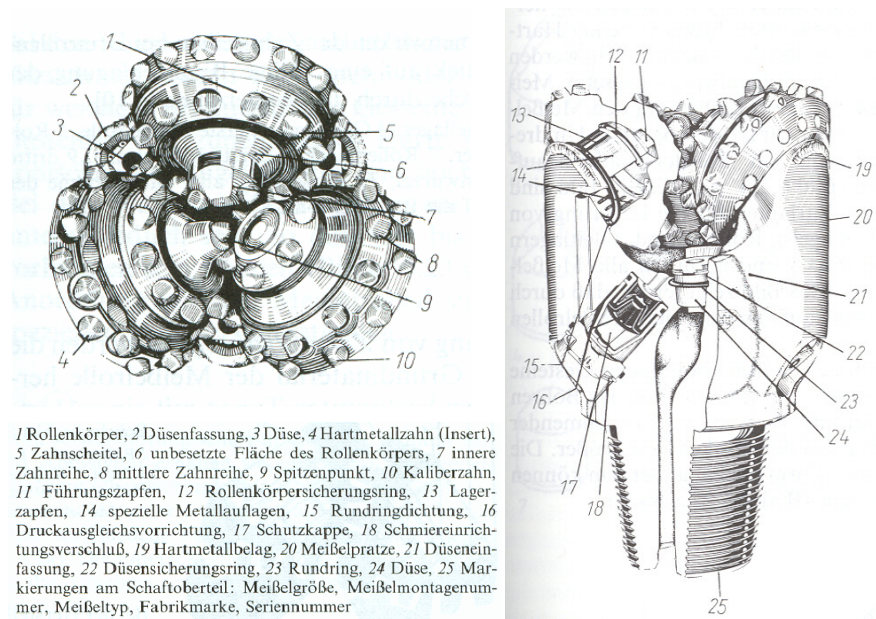 1
2
3
5
6
7
8
9
4
10
1 Rollenkörper, 2 Düsenfassung, 3 Düse, 4 Hartmetallzahn (Insert),
5 Zahnscheitel, 6 unbesetzte Fläche des Rollenkörpers, 7 innere
Zahnreihe, 8 mittlere Zahnreihe, 9 Spitzenpunkt, 10 Kaliberzahn,
11 Führungszapfen, 12 Rollenkörpersicherungsring, 13 Lager-
zapfen, 14 spezielle Metallauflagen, 15 Rundringdichtung, 16
Druckausgleichsvorrichtung, 17 Schutzkappe, 18 Schmiereinrich-
tungsverschluß, 19 Hartmetallbelag, 20 Meißelpratze, 21 Düsenein-
fassung, 22 Düsensicherungsring, 23 Rundring, 24 Düse, 25 Mar-
kierungen am Schaftoberteil: Meißelgröße, Meißelmontagenum-
mer, Meißeltyp, Fabrikmarke, Seriennummer
12
11
13
14
19
20
21
22
15
16
23
24
17
18
25